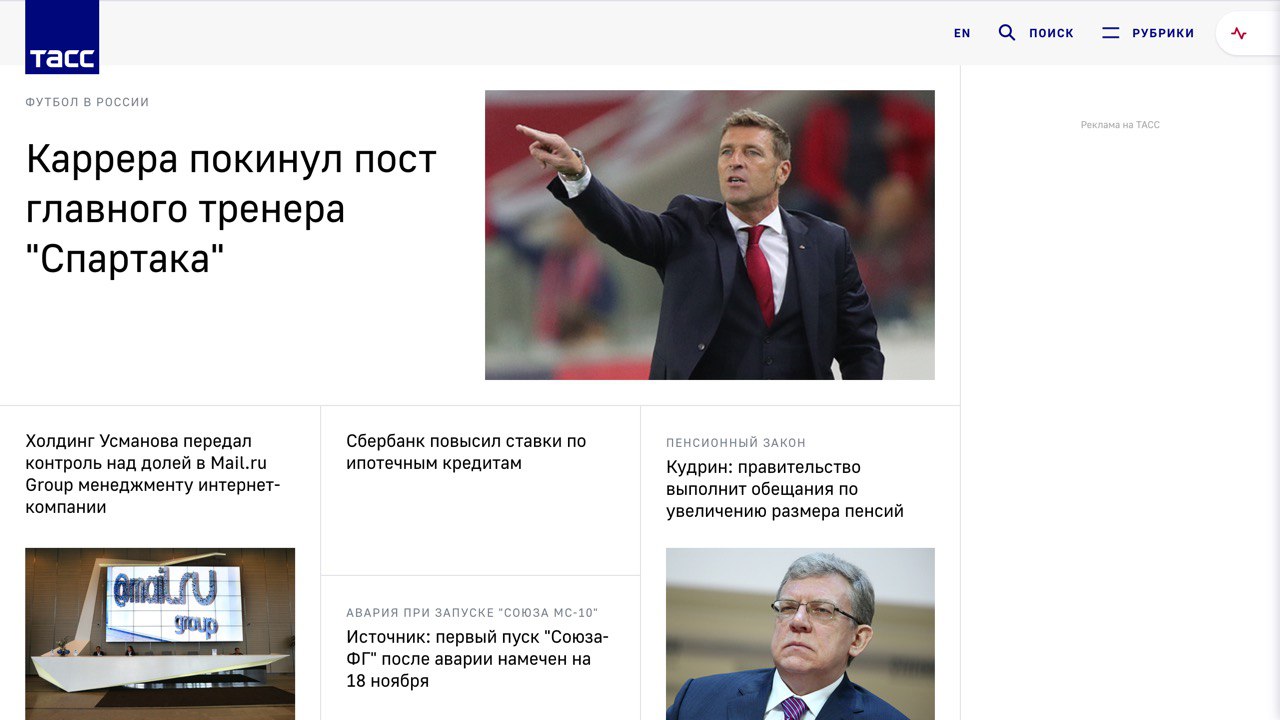 тасс
EN
ПОИСК
РУБРИКИ
ФУТБОЛ В РОССИИ
Каррера покинул пост
главного тренера
"Спартака"
Реклама на ТАСС
Холдинг Усманова передал
контроль над долей в Mail.ru
Group менеджменту интернет-
компании
@mail.ru
group
Сбербанк повысил ставки по
ипотечным кредитам
АВАРИЯ ПРИ ЗАПУСКЕ "СОЮЗА МС-10"
Источник: первый пуск "Союза-
ФГ" после аварии намечен на
18 ноября
ПЕНСИОННЫЙ ЗАКОН
Кудрин: правительство
выполнит обещания по
увеличению размера пенсий